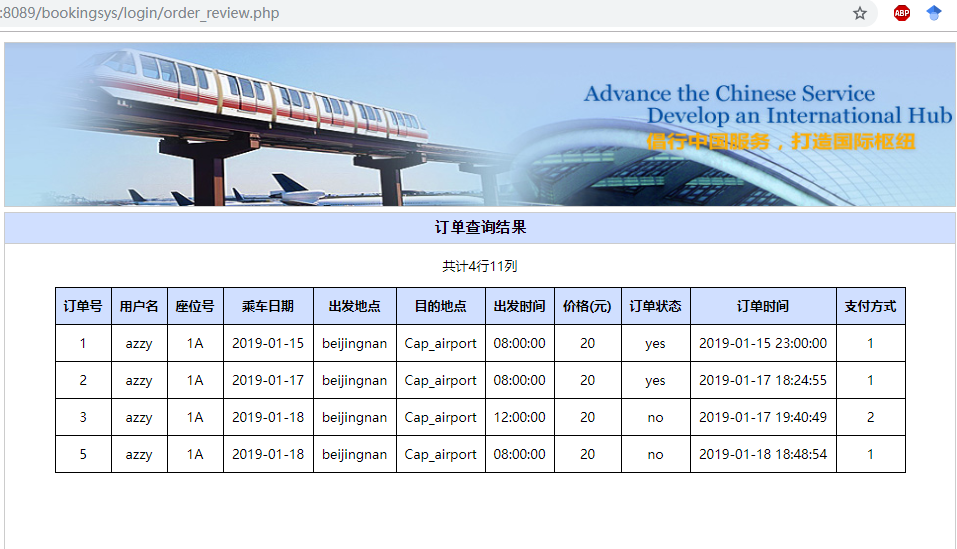 :8089/bookingsys/login/order_review.php
ABP
Advance the Chinese Service
Develop an International Hub
倡行中国服务，打造国际枢纽
订单查询结果
共计4行11列
订单号 用户名 座位号 乘车日期 出发地点 目的地点 出发时间 价格(元) 订单状态 订单时间 支付方式
1 azzy 1A 2019-01-15 beijingnan Cap_airport 08:00:00 20 yes 2019-01-15 23:00:00 1
2 azzy 1A 2019-01-17 beijingnan Cap_airport 08:00:00 20 yes 2019-01-17 18:24:55 1
3 azzy 1A 2019-01-18 beijingnan Cap_airport 12:00:00 20 no 2019-01-17 19:40:49 2
5 azzy 1A 2019-01-18 beijingnan Cap_airport 08:00:00 20 no 2019-01-18 18:48:54 1